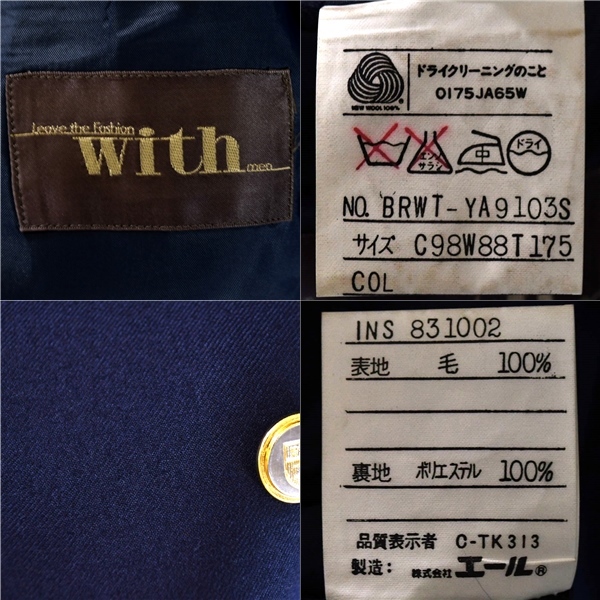 Leave the Fashion
with
men
ドライクリーニングのこと
0175JA65W
NEW WOOL 100%
エンソ
サラシ
中
ドライ
NO. BRWT-YA9103S
サイズ C98W88T175
COL
INS 831002
表地 毛 100%
裏地 ポリエステル 100%
品質表示者 C-TK313
製造: 株式会社 エール®